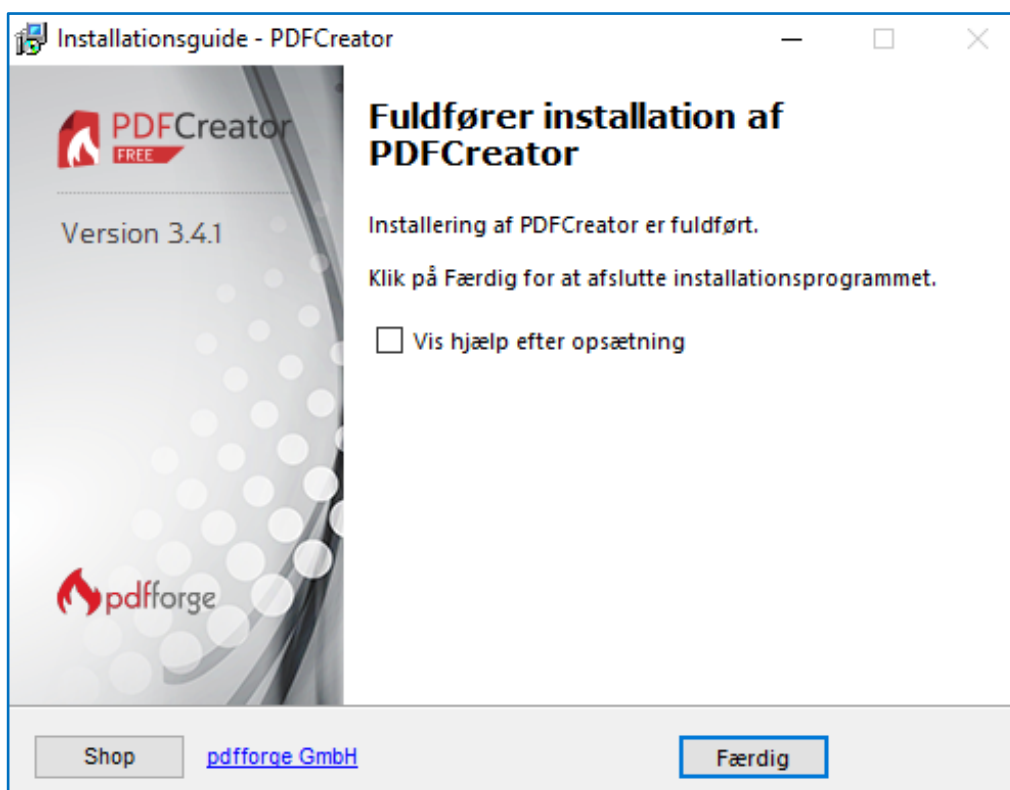 Installationsguide - PDFCreator
PDFCreator
FREE
Version 3.4.1
pdfforge
Fuldfører installation af
PDFCreator
Installering af PDFCreator er fuldført.
Klik på Færdig for at afslutte installationsprogrammet.
Vis hjælp efter opsætning
Shop
pdfforge GmbH
Færdig